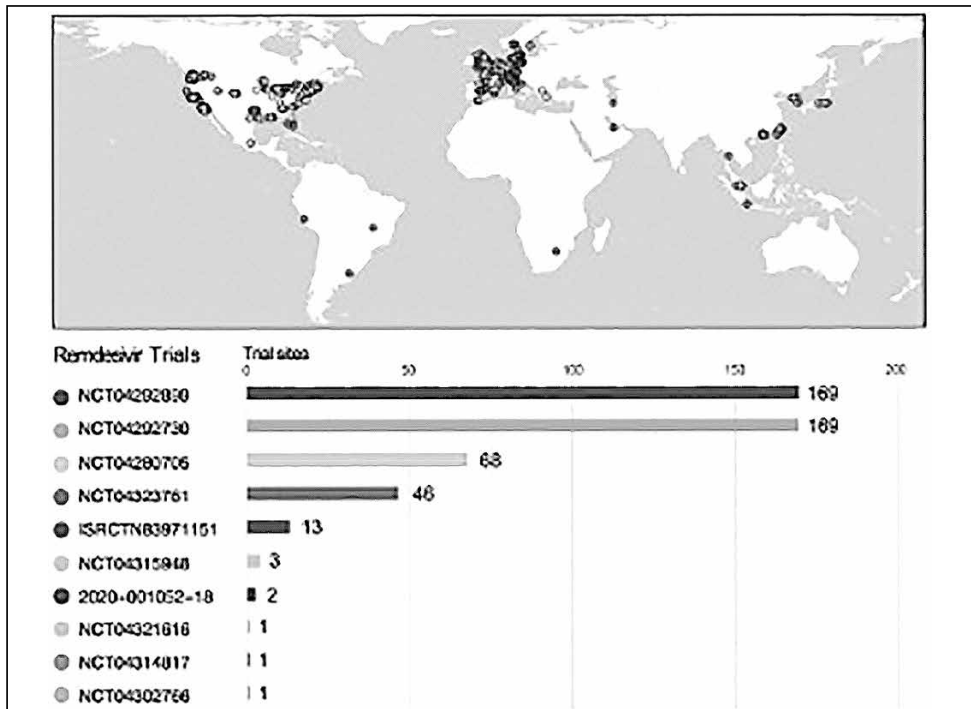 Remdesivir Trials
Trial sites
0 50 100 150 200
NCT04292899 169
NCT04292730 169
NCT04280705 68
NCT04323761 46
ISRCTN83971151 13
NCT04315948 3
2020-001052-18 2
NCT04321616 1
NCT04314817 1
NCT04302766 1